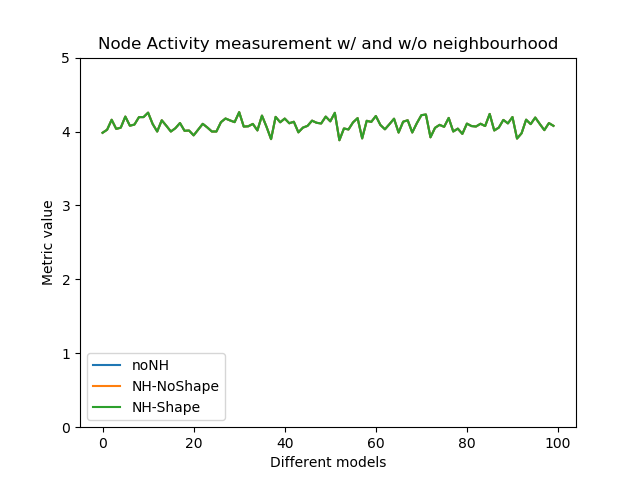 Node Activity measurement w/ and w/o neighbourhood
Metric value
5
4
3
2
1
0
noNH
NH-NoShape
NH-Shape
0 20 40 60 80 100
Different models